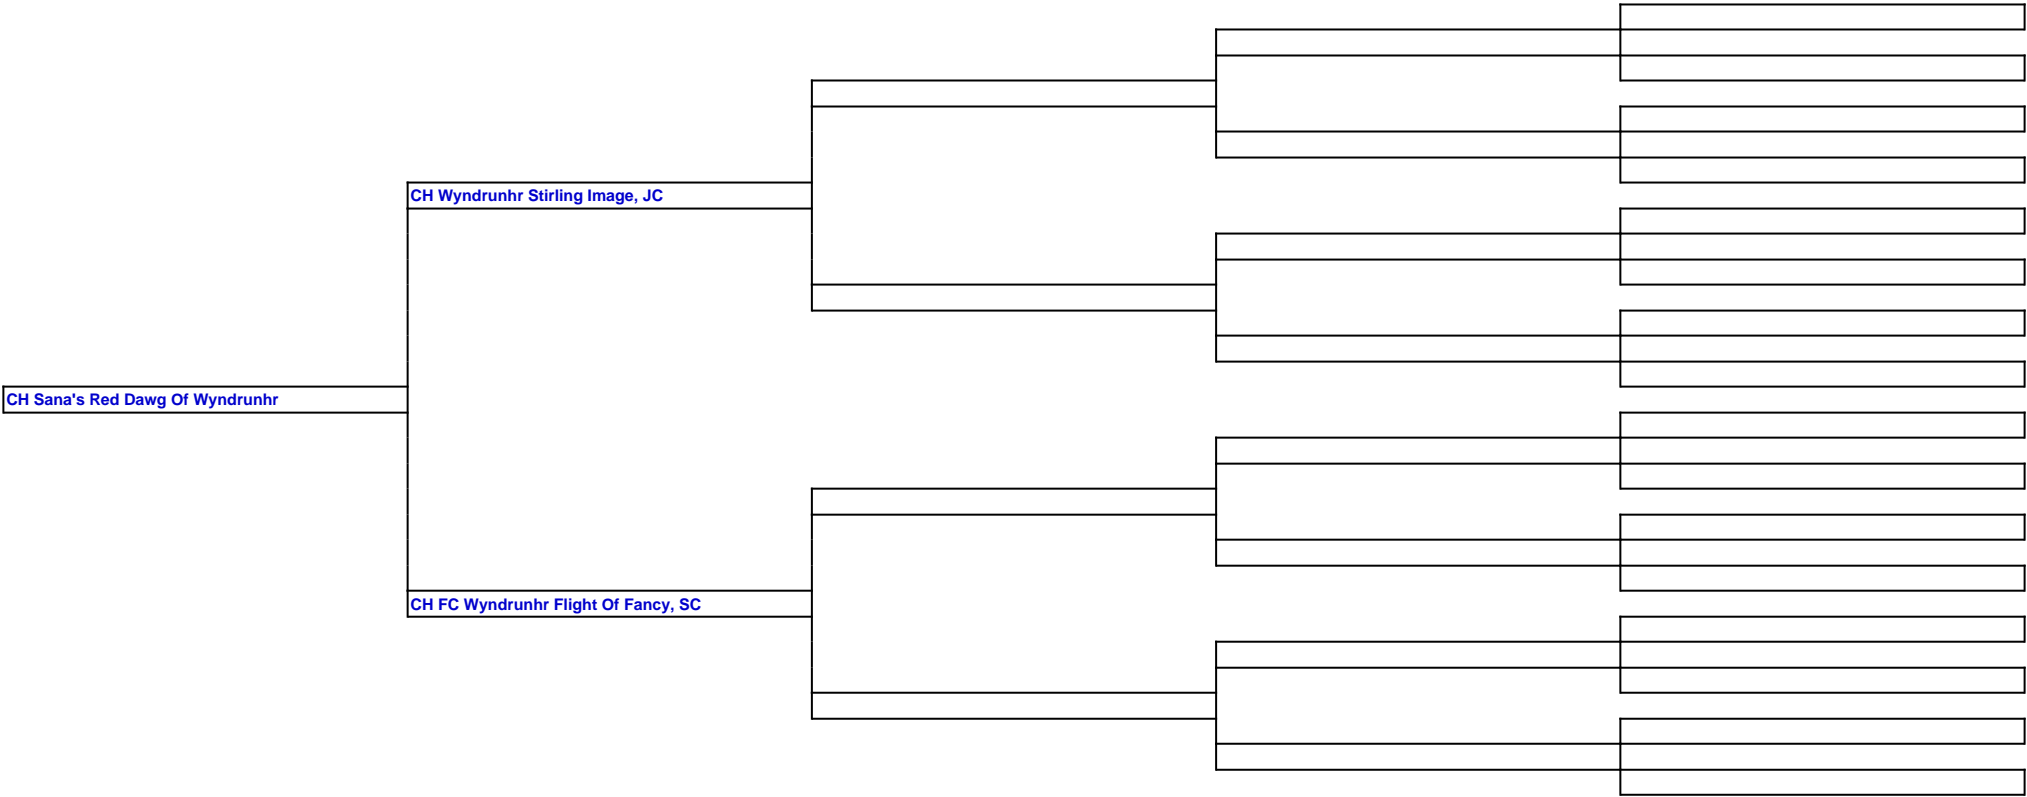 CH Wyndrunhr Stirling Image, JC
CH Sana's Red Dawg Of Wyndrunhr
CH FC Wyndrunhr Flight Of Fancy, SC